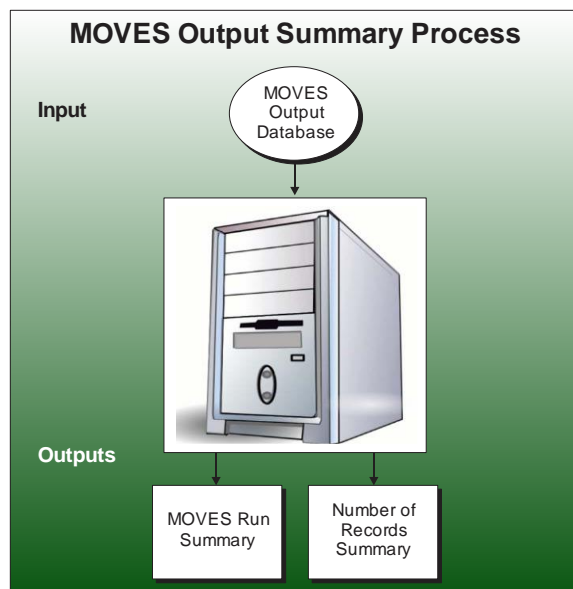 MOVES Output Summary Process
Input
MOVES
Output
Database
Outputs
MOVES Run
Summary
Number of
Records
Summary